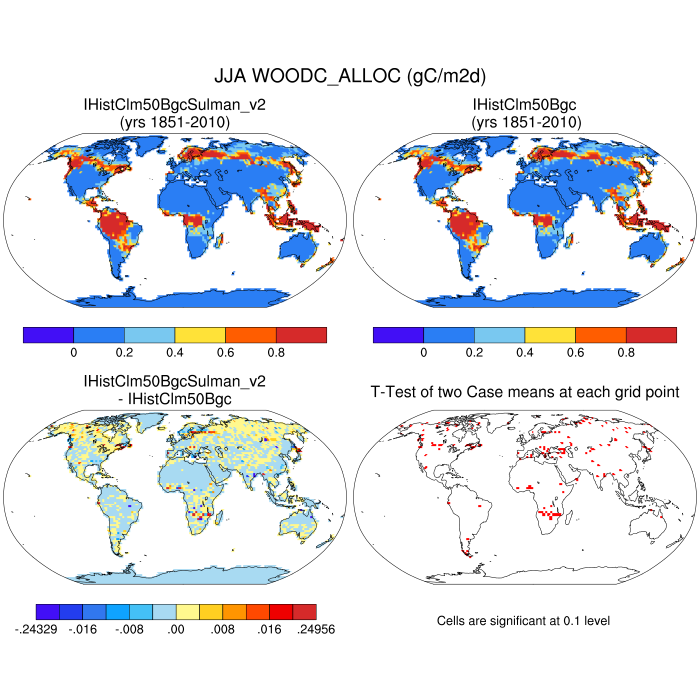 JJA WOODC_ALLOC (gC/m2d)
IHistClm50BgcSulman_v2
(yrs 1851-2010)
IHistClm50Bgc
(yrs 1851-2010)
0 0.2 0.4 0.6 0.8
0 0.2 0.4 0.6 0.8
IHistClm50BgcSulman_v2
- IHistClm50Bgc
T-Test of two Case means at each grid point
-.24329 -.016 -.008 .00 .008 .016 .24956
Cells are significant at 0.1 level